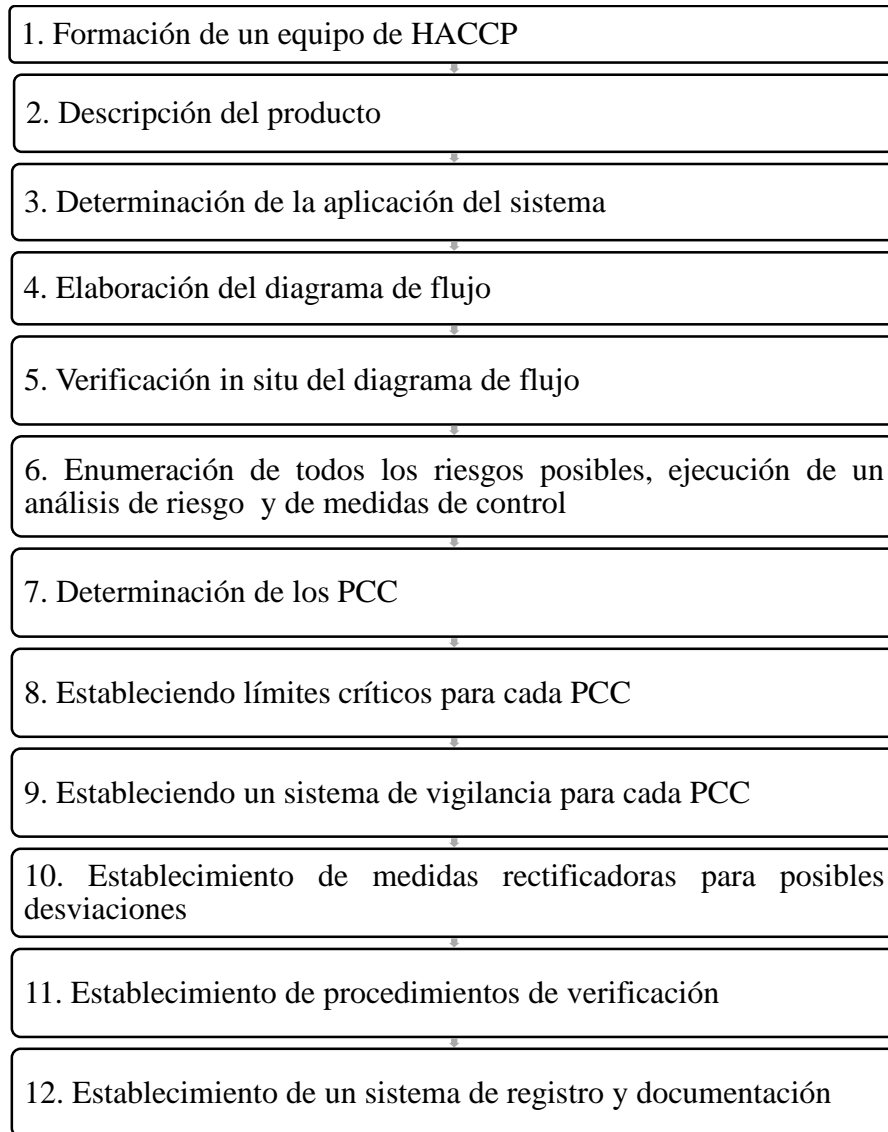 1. Formación de un equipo de HACCP
2. Descripción del producto
3. Determinación de la aplicación del sistema
4. Elaboración del diagrama de flujo
5. Verificación in situ del diagrama de flujo
6. Enumeración de todos los riesgos posibles, ejecución de un
análisis de riesgo y de medidas de control
7. Determinación de los PCC
8. Estableciendo límites críticos para cada PCC
9. Estableciendo un sistema de vigilancia para cada PCC
10. Establecimiento de medidas rectificadoras para posibles
desviaciones
11. Establecimiento de procedimientos de verificación
12. Establecimiento de un sistema de registro y documentación